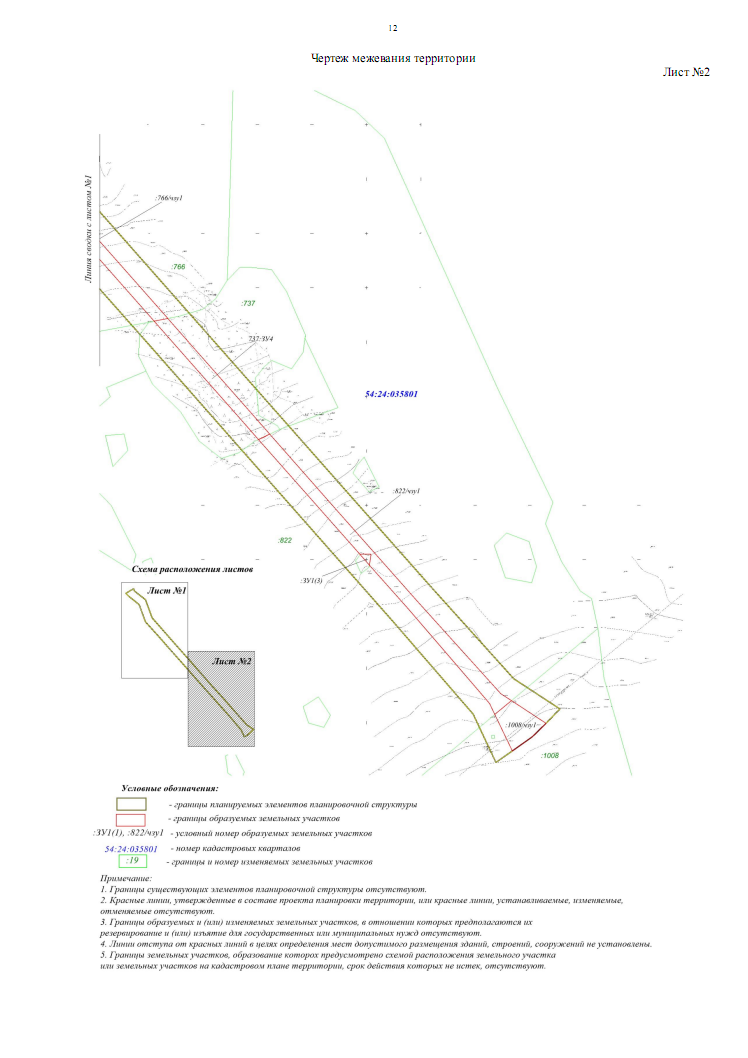 12
Чертеж межевания территории
Лист №2
Линия сводки с листом №1
:766/чзу1
:766
:737
737:ЗУ4
54:24:035801
:822/чзу1
:822
:ЗУ1(3)
Схема расположения листов
Лист №1
Лист №2
:1008/чзу1
:1008
Условные обозначения:
- границы планируемых элементов планировочной структуры
- границы образуемых земельных участков
:ЗУ1(1), :822/чзу1 - условный номер образуемых земельных участков
54:24:035801 - номер кадастровых кварталов
:19 - границы и номер изменяемых земельных участков
Примечание:
1. Границы существующих элементов планировочной структуры отсутствуют.
2. Красные линии, утвержденные в составе проекта планировки территории, или красные линии, устанавливаемые, изменяемые,
отменяемые отсутствуют.
3. Границы образуемых и (или) изменяемых земельных участков, в отношении которых предполагаются их
резервирование и (или) изъятие для государственных или муниципальных нужд отсутствуют.
4. Линии отступа от красных линий в целях определения мест допустимого размещения зданий, строений, сооружений не установлены.
5. Границы земельных участков, образование которых предусмотрено схемой расположения земельного участка
или земельных участков на кадастровом плане территории, срок действия которых не истек, отсутствуют.